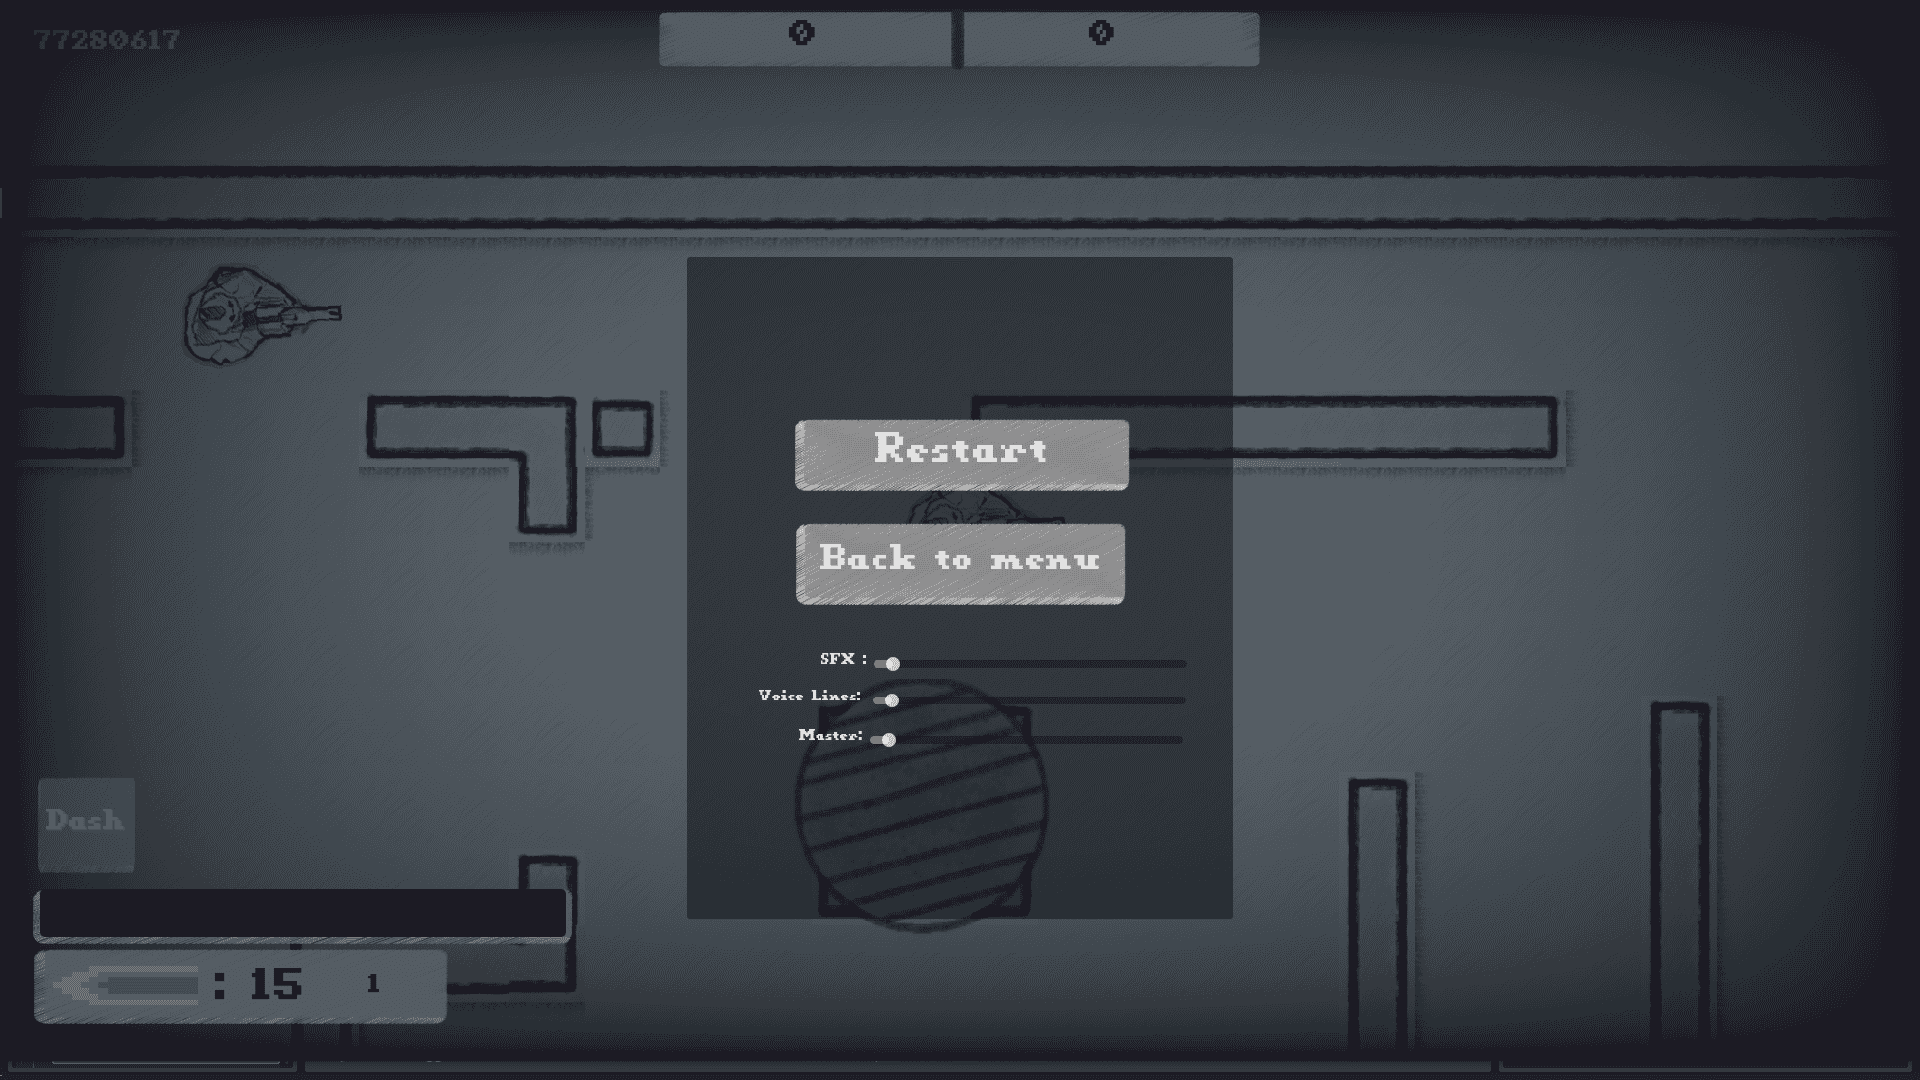 77280617
0 0
Restart
Back to menu
SFX :
Voice Lines:
Master:
Dash
: 15 1